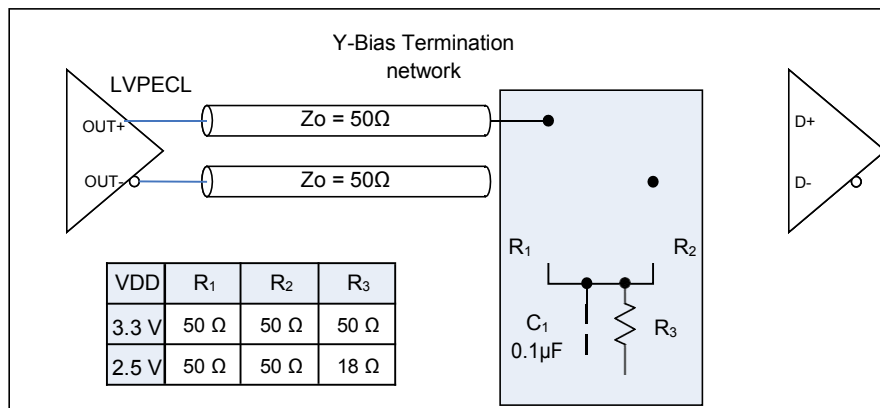 Y-Bias Termination
network
LVPECL
OUT+
Zo = 50Ω
D+
OUT-
Zo = 50Ω
D-
R₁
R₂
C₁
0.1µF
R₃
VDD R₁ R₂ R₃
3.3 V 50 Ω 50 Ω 50 Ω
2.5 V 50 Ω 50 Ω 18 Ω